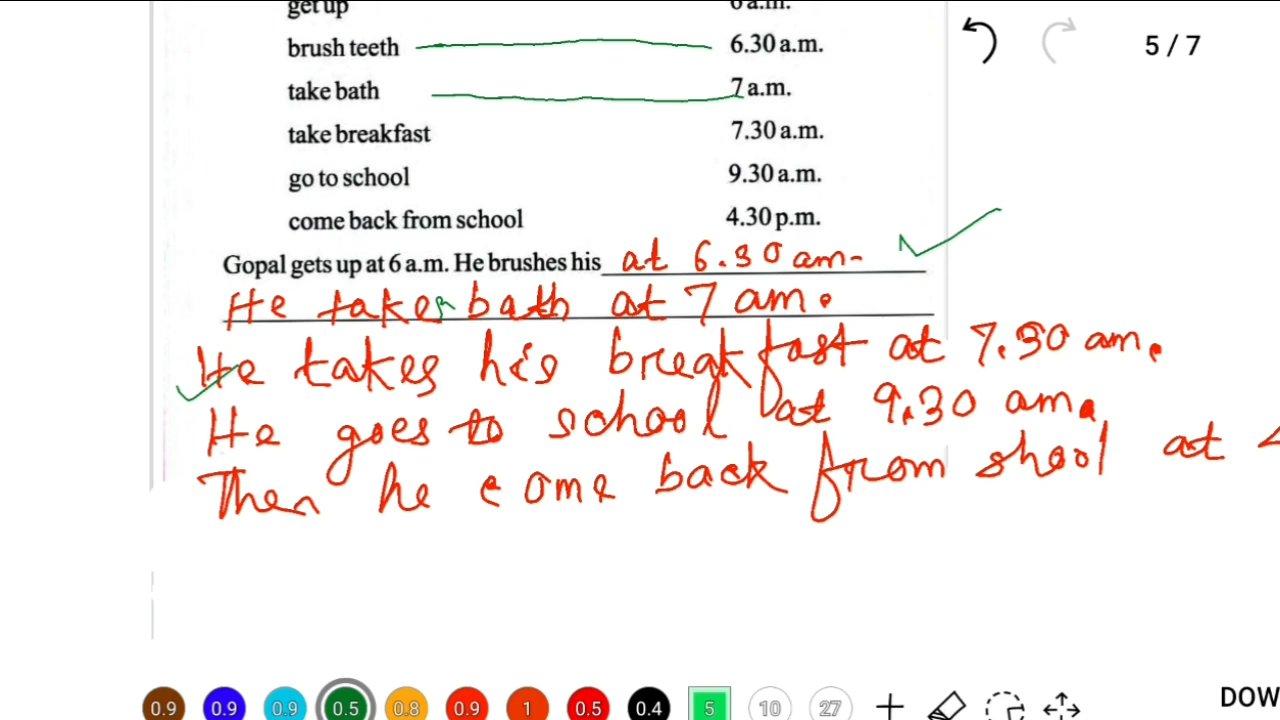 get up 6 a.m.
5 / 7
brush teeth 6.30 a.m.
take bath 7 a.m.
take breakfast 7.30 a.m.
go to school 9.30 a.m.
come back from school 4.30 p.m.
Gopal gets up at 6 a.m. He brushes his at 6.30 am.
He takes bath at 7 am.
He takes his breakfast at 7.30 am.
He goes to school at 9.30 am.
Then he come back from shool at
0.9 0.9 0.9 0.5 0.8 0.9 1 0.5 0.4 5 10 27
DOW